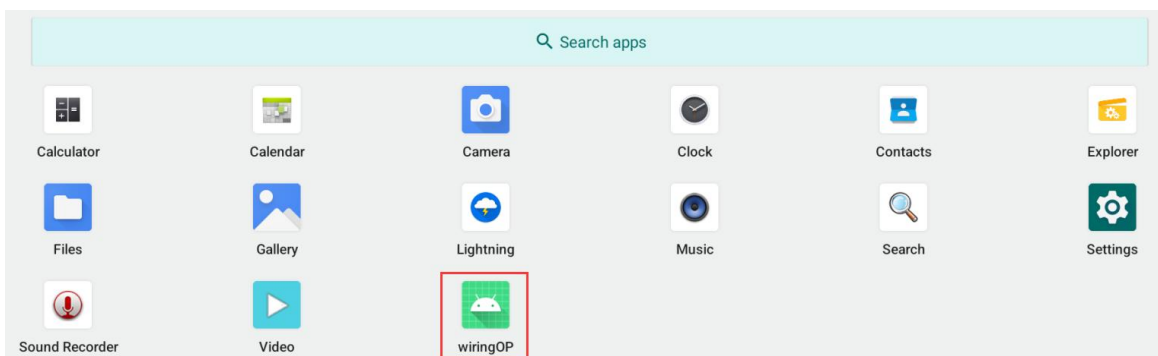 Search apps
Calculator
Calendar
Camera
Clock
Contacts
Explorer
Files
Gallery
Lightning
Music
Search
Settings
Sound Recorder
Video
wiringOP